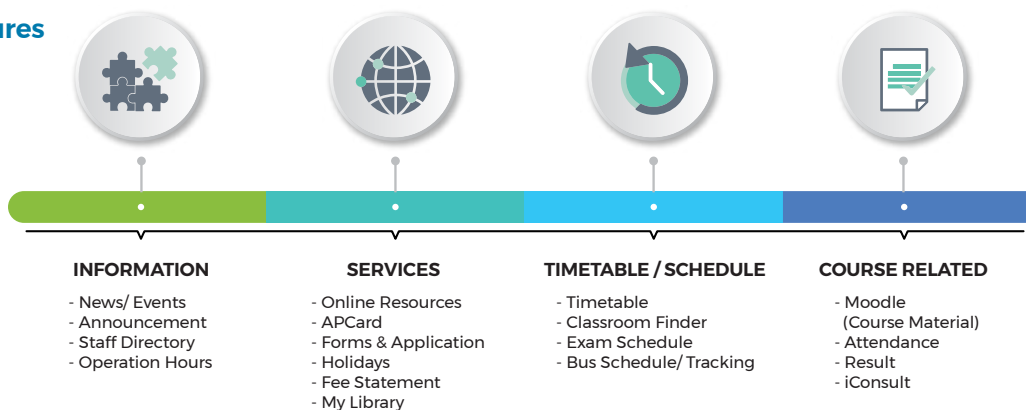 INFORMATION
- News/ Events
- Announcement
- Staff Directory
- Operation Hours
SERVICES
- Online Resources
- APCard
- Forms & Application
- Holidays
- Fee Statement
- My Library
TIMETABLE / SCHEDULE
- Timetable
- Classroom Finder
- Exam Schedule
- Bus Schedule/ Tracking
COURSE RELATED
- Moodle
(Course Material)
- Attendance
- Result
- iConsult